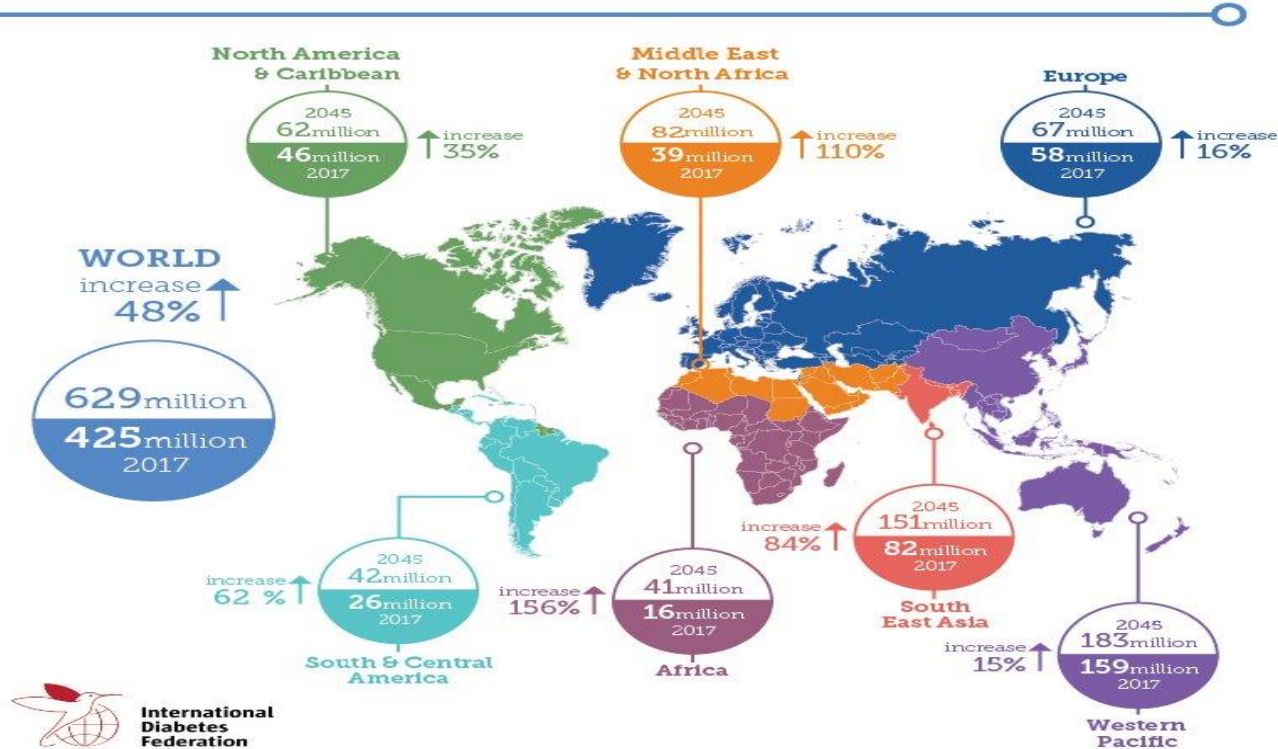 North America
& Caribbean
2045
62million
46million
2017
increase
35%
Middle East
& North Africa
2045
82million
39million
2017
increase
110%
Europe
2045
67million
58million
2017
increase
16%
WORLD
increase
48%
629million
425million
2017
2045
42million
26million
2017
increase
62 %
South & Central
America
2045
41million
16million
2017
increase
156%
Africa
2045
151million
82million
2017
increase
84%
South
East Asia
2045
183million
159million
2017
increase
15%
Western
Pacific
International
Diabetes
Federation